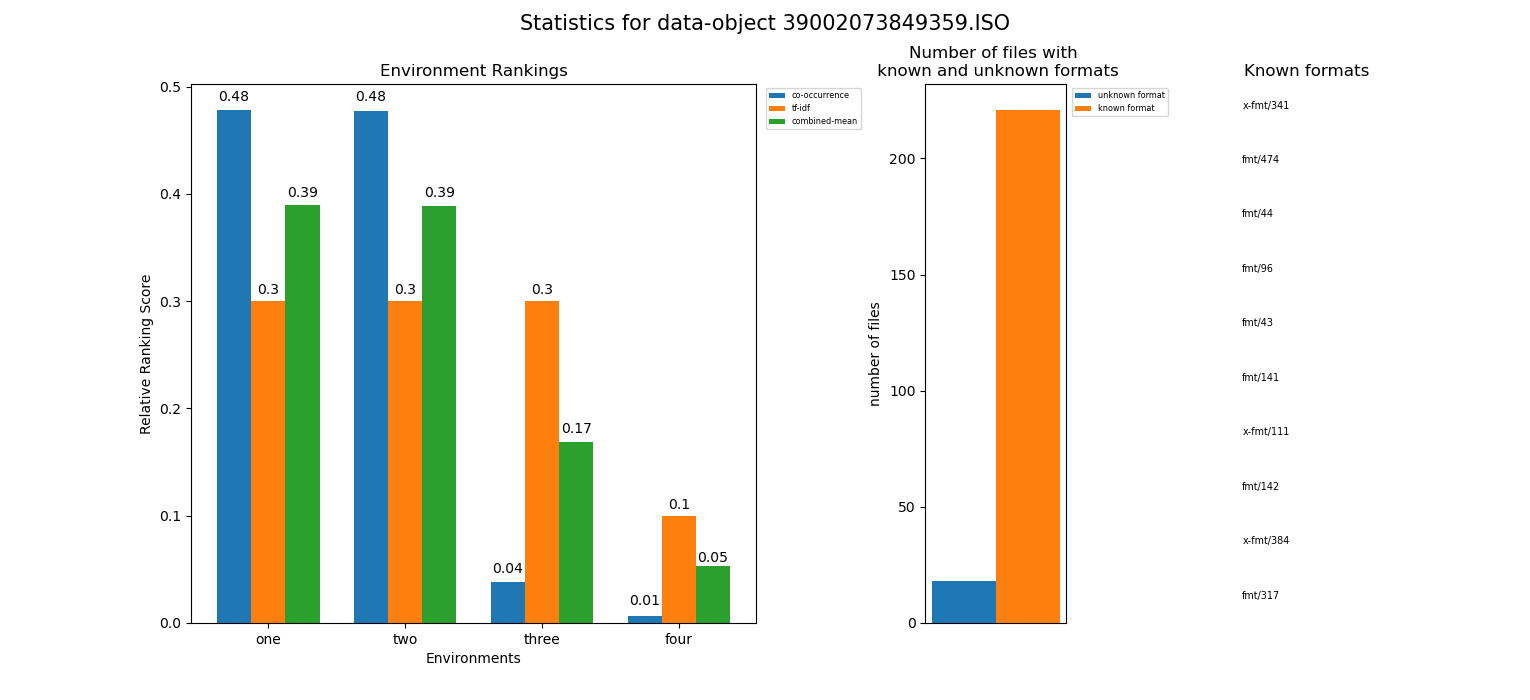 Statistics for data-object 39002073849359.ISO
Environment Rankings
0.5
0.4
0.3
0.2
0.1
0.0
Relative Ranking Score
0.48
0.3
0.39
0.48
0.3
0.39
0.04
0.3
0.17
0.01
0.1
0.05
one
two
three
four
Environments
co-occurrence
tf-idf
combined-mean
Number of files with
known and unknown formats
200
150
100
50
0
number of files
unknown format
known format
Known formats
x-fmt/341
fmt/474
fmt/44
fmt/96
fmt/43
fmt/141
x-fmt/111
fmt/142
x-fmt/384
fmt/317